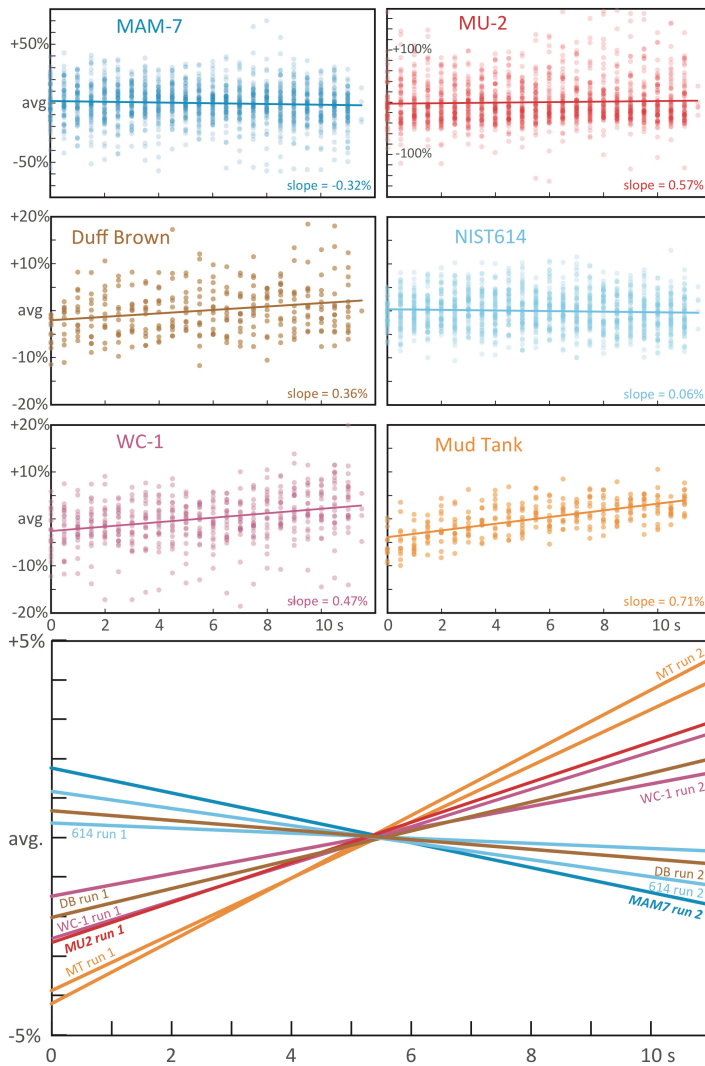 MAM-7
+50%
avg
-50%
slope = -0.32%
MU-2
+100%
-100%
slope = 0.57%
Duff Brown
+20%
+10%
avg
-10%
-20%
slope = 0.36%
NIST614
slope = 0.06%
WC-1
+20%
+10%
avg
-10%
-20%
slope = 0.47%
0 2 4 6 8 10 s
Mud Tank
slope = 0.71%
0 2 4 6 8 10 s
+5%
avg.
-5%
MT run 2
WC-1 run 2
614 run 1
DB run 2
614 run 2
MAM7 run 2
DB run 1
WC-1 run 1
MU2 run 1
MT run 1
0 2 4 6 8 10 s